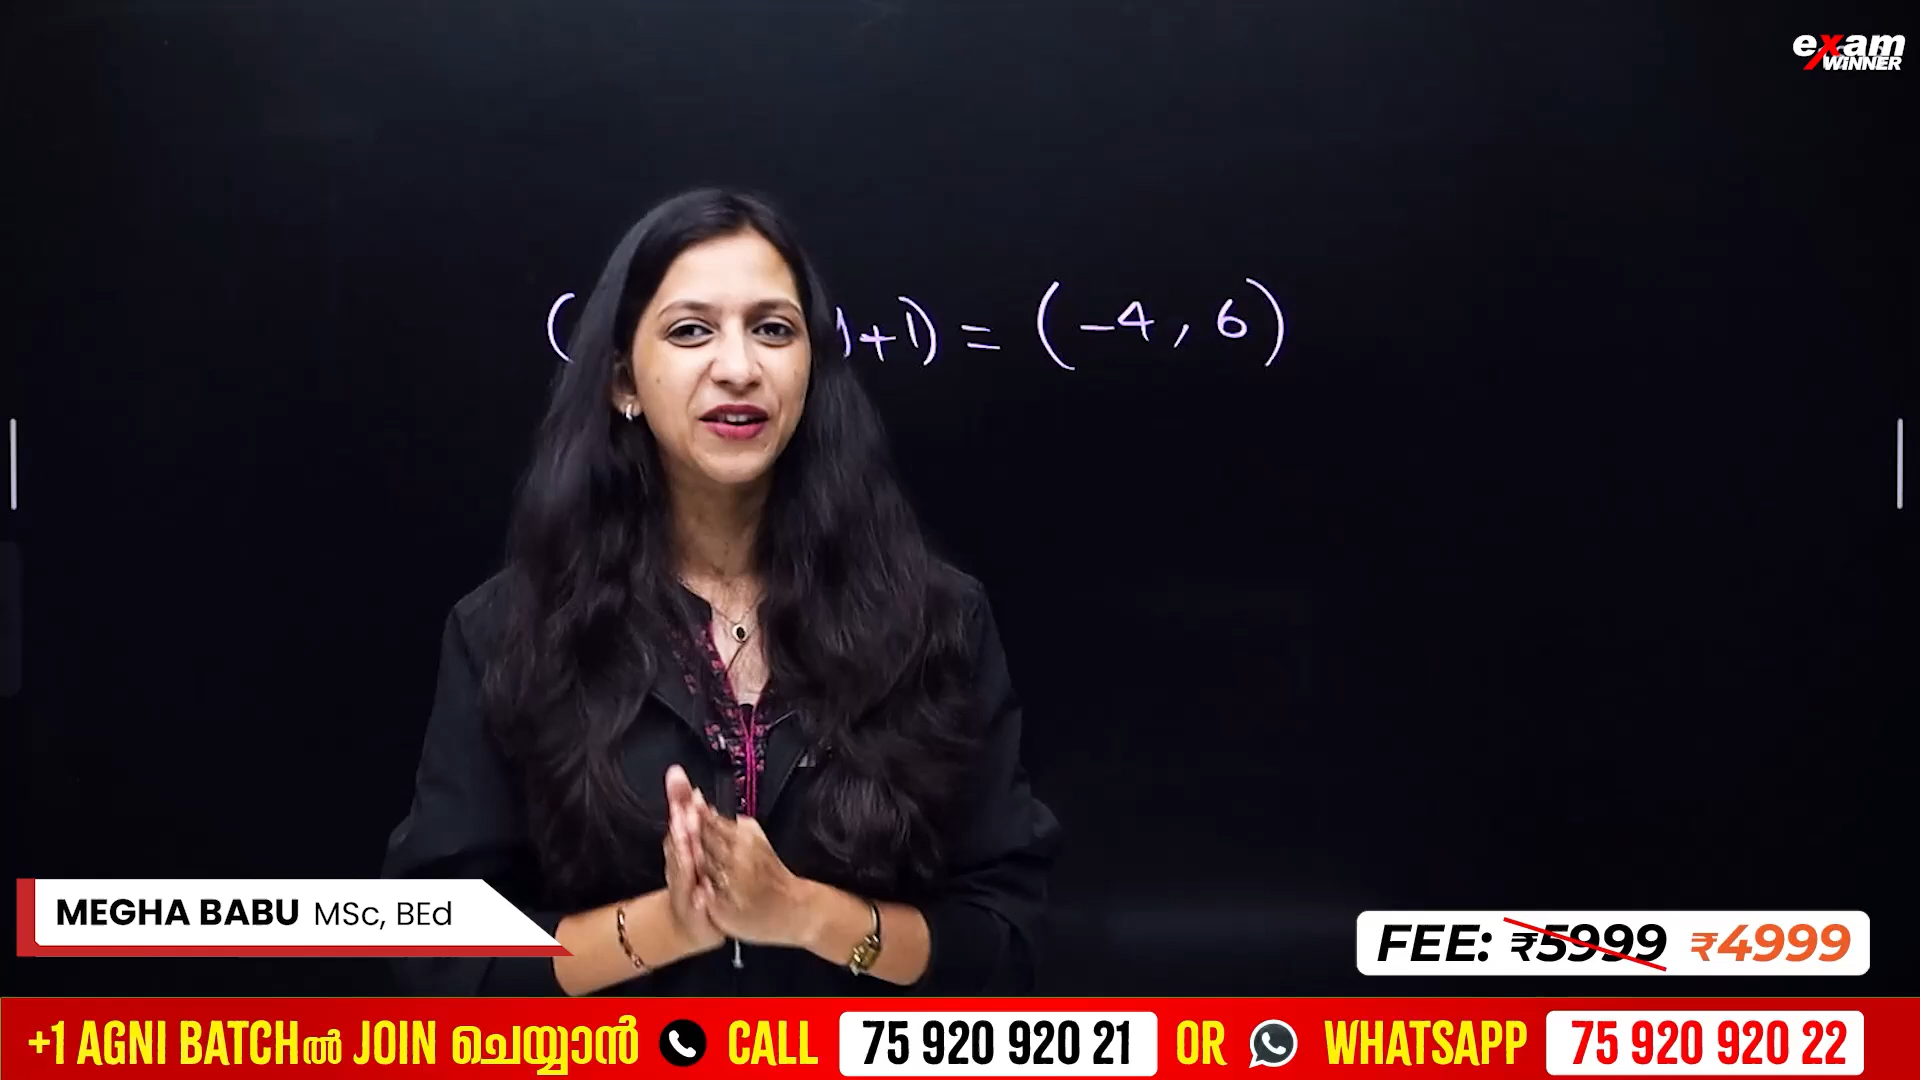 exam
WINNER
( +1) = (-4, 6)
MEGHA BABU MSc, BEd
FEE: ₹5999 ₹4999
+1 AGNI BATCHൽ JOIN ചെയ്യാൻ CALL 75 920 920 21 OR WHATSAPP 75 920 920 22